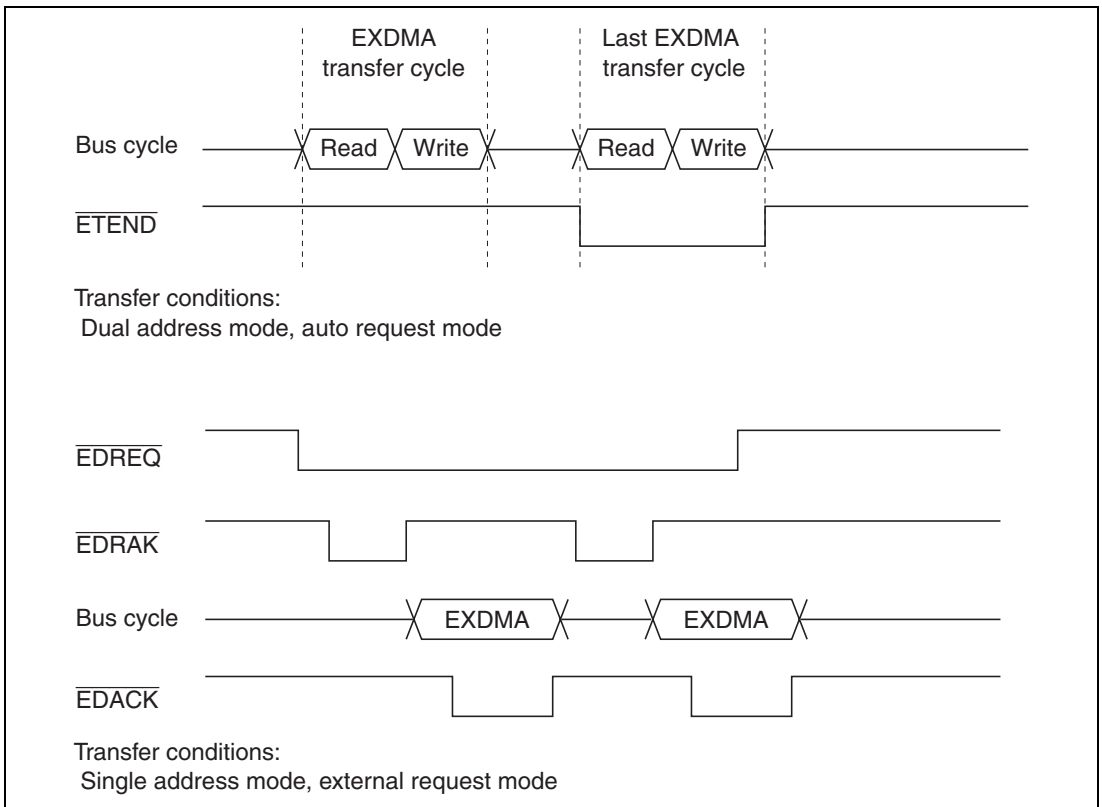 EXDMA
transfer cycle
Last EXDMA
transfer cycle
Bus cycle
Read
Write
Read
Write
ETEND
Transfer conditions:
Dual address mode, auto request mode
EDREQ
EDRAK
Bus cycle
EXDMA
EXDMA
EDACK
Transfer conditions:
Single address mode, external request mode